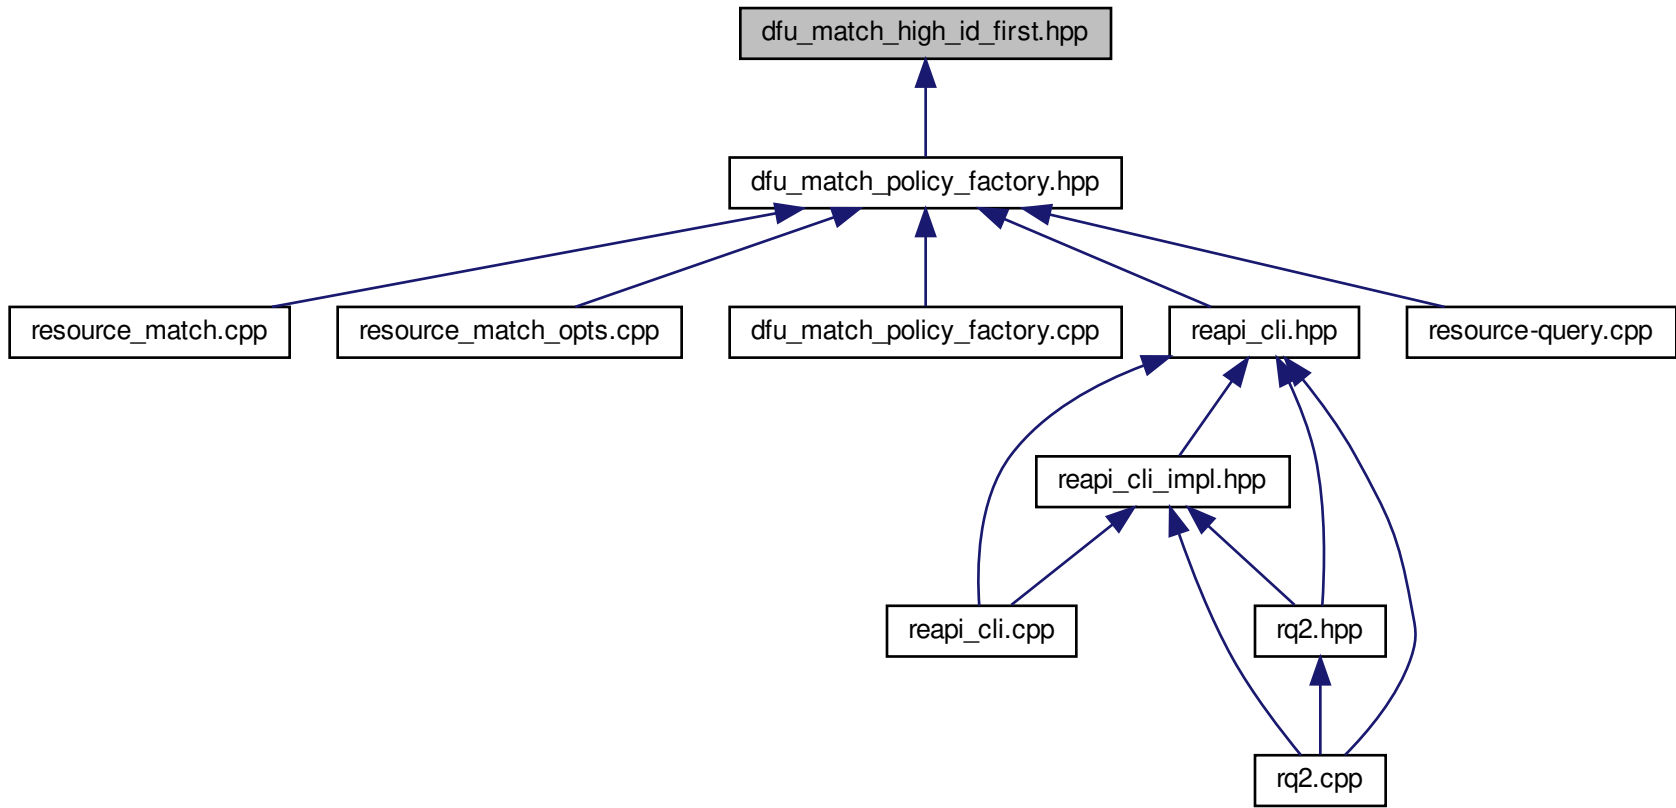 dfu_match_high_id_first.hpp
dfu_match_policy_factory.hpp
resource_match.cpp
resource_match_opts.cpp
dfu_match_policy_factory.cpp
reapi_cli.hpp
resource-query.cpp
reapi_cli_impl.hpp
reapi_cli.cpp
rq2.hpp
rq2.cpp